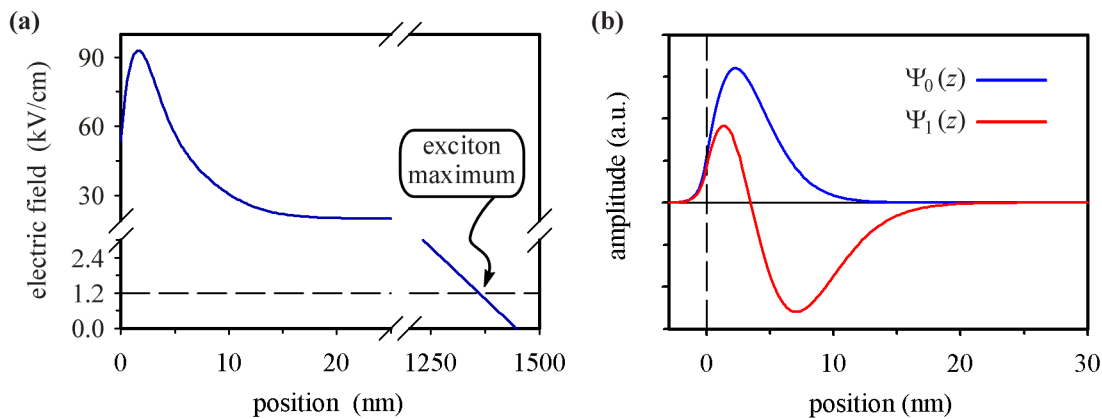 (a)
electric field (kV/cm)
90
60
30
2.4
1.2
0.0
exciton
maximum
0 10 20 1250 1500
position (nm)
(b)
amplitude (a.u.)
Ψ0(z)
Ψ1(z)
0 10 20 30
position (nm)